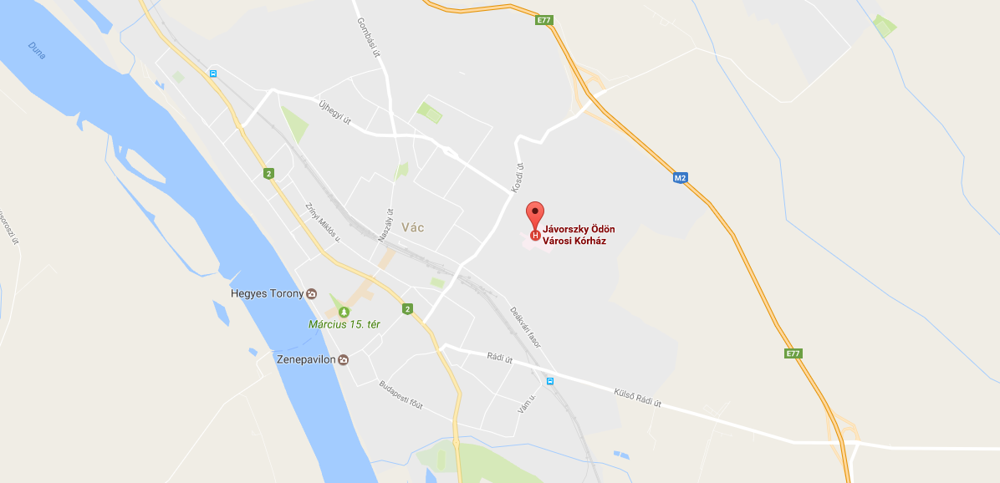 E77
Gombási út
Duna
Újhegyi út
2
M2
Kosdi út
Zrínyi Miklós u.
Naszály út
Vác
H
Jávorszky Ödön
Városi Kórház
Hegyes Torony
2
Március 15. tér
Deákvári fasor
E77
Zenepavilon
Rádi út
Külső Rádi út
Budapesti főút
Vám u.